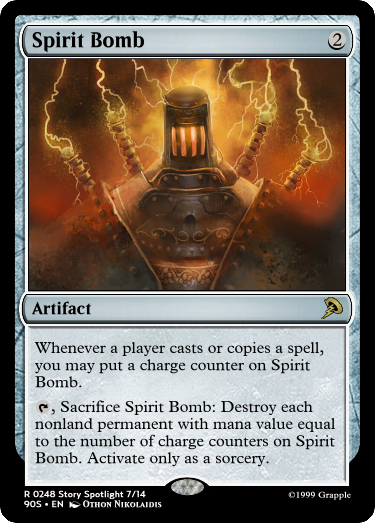 Spirit Bomb 2
Artifact
Whenever a player casts or copies a spell,
you may put a charge counter on Spirit
Bomb.
, Sacrifice Spirit Bomb: Destroy each
nonland permanent with mana value equal
to the number of charge counters on Spirit
Bomb. Activate only as a sorcery.
R 0248 Story Spotlight 7/14
90S • EN Othon Nikolaidis
©1999 Grapple